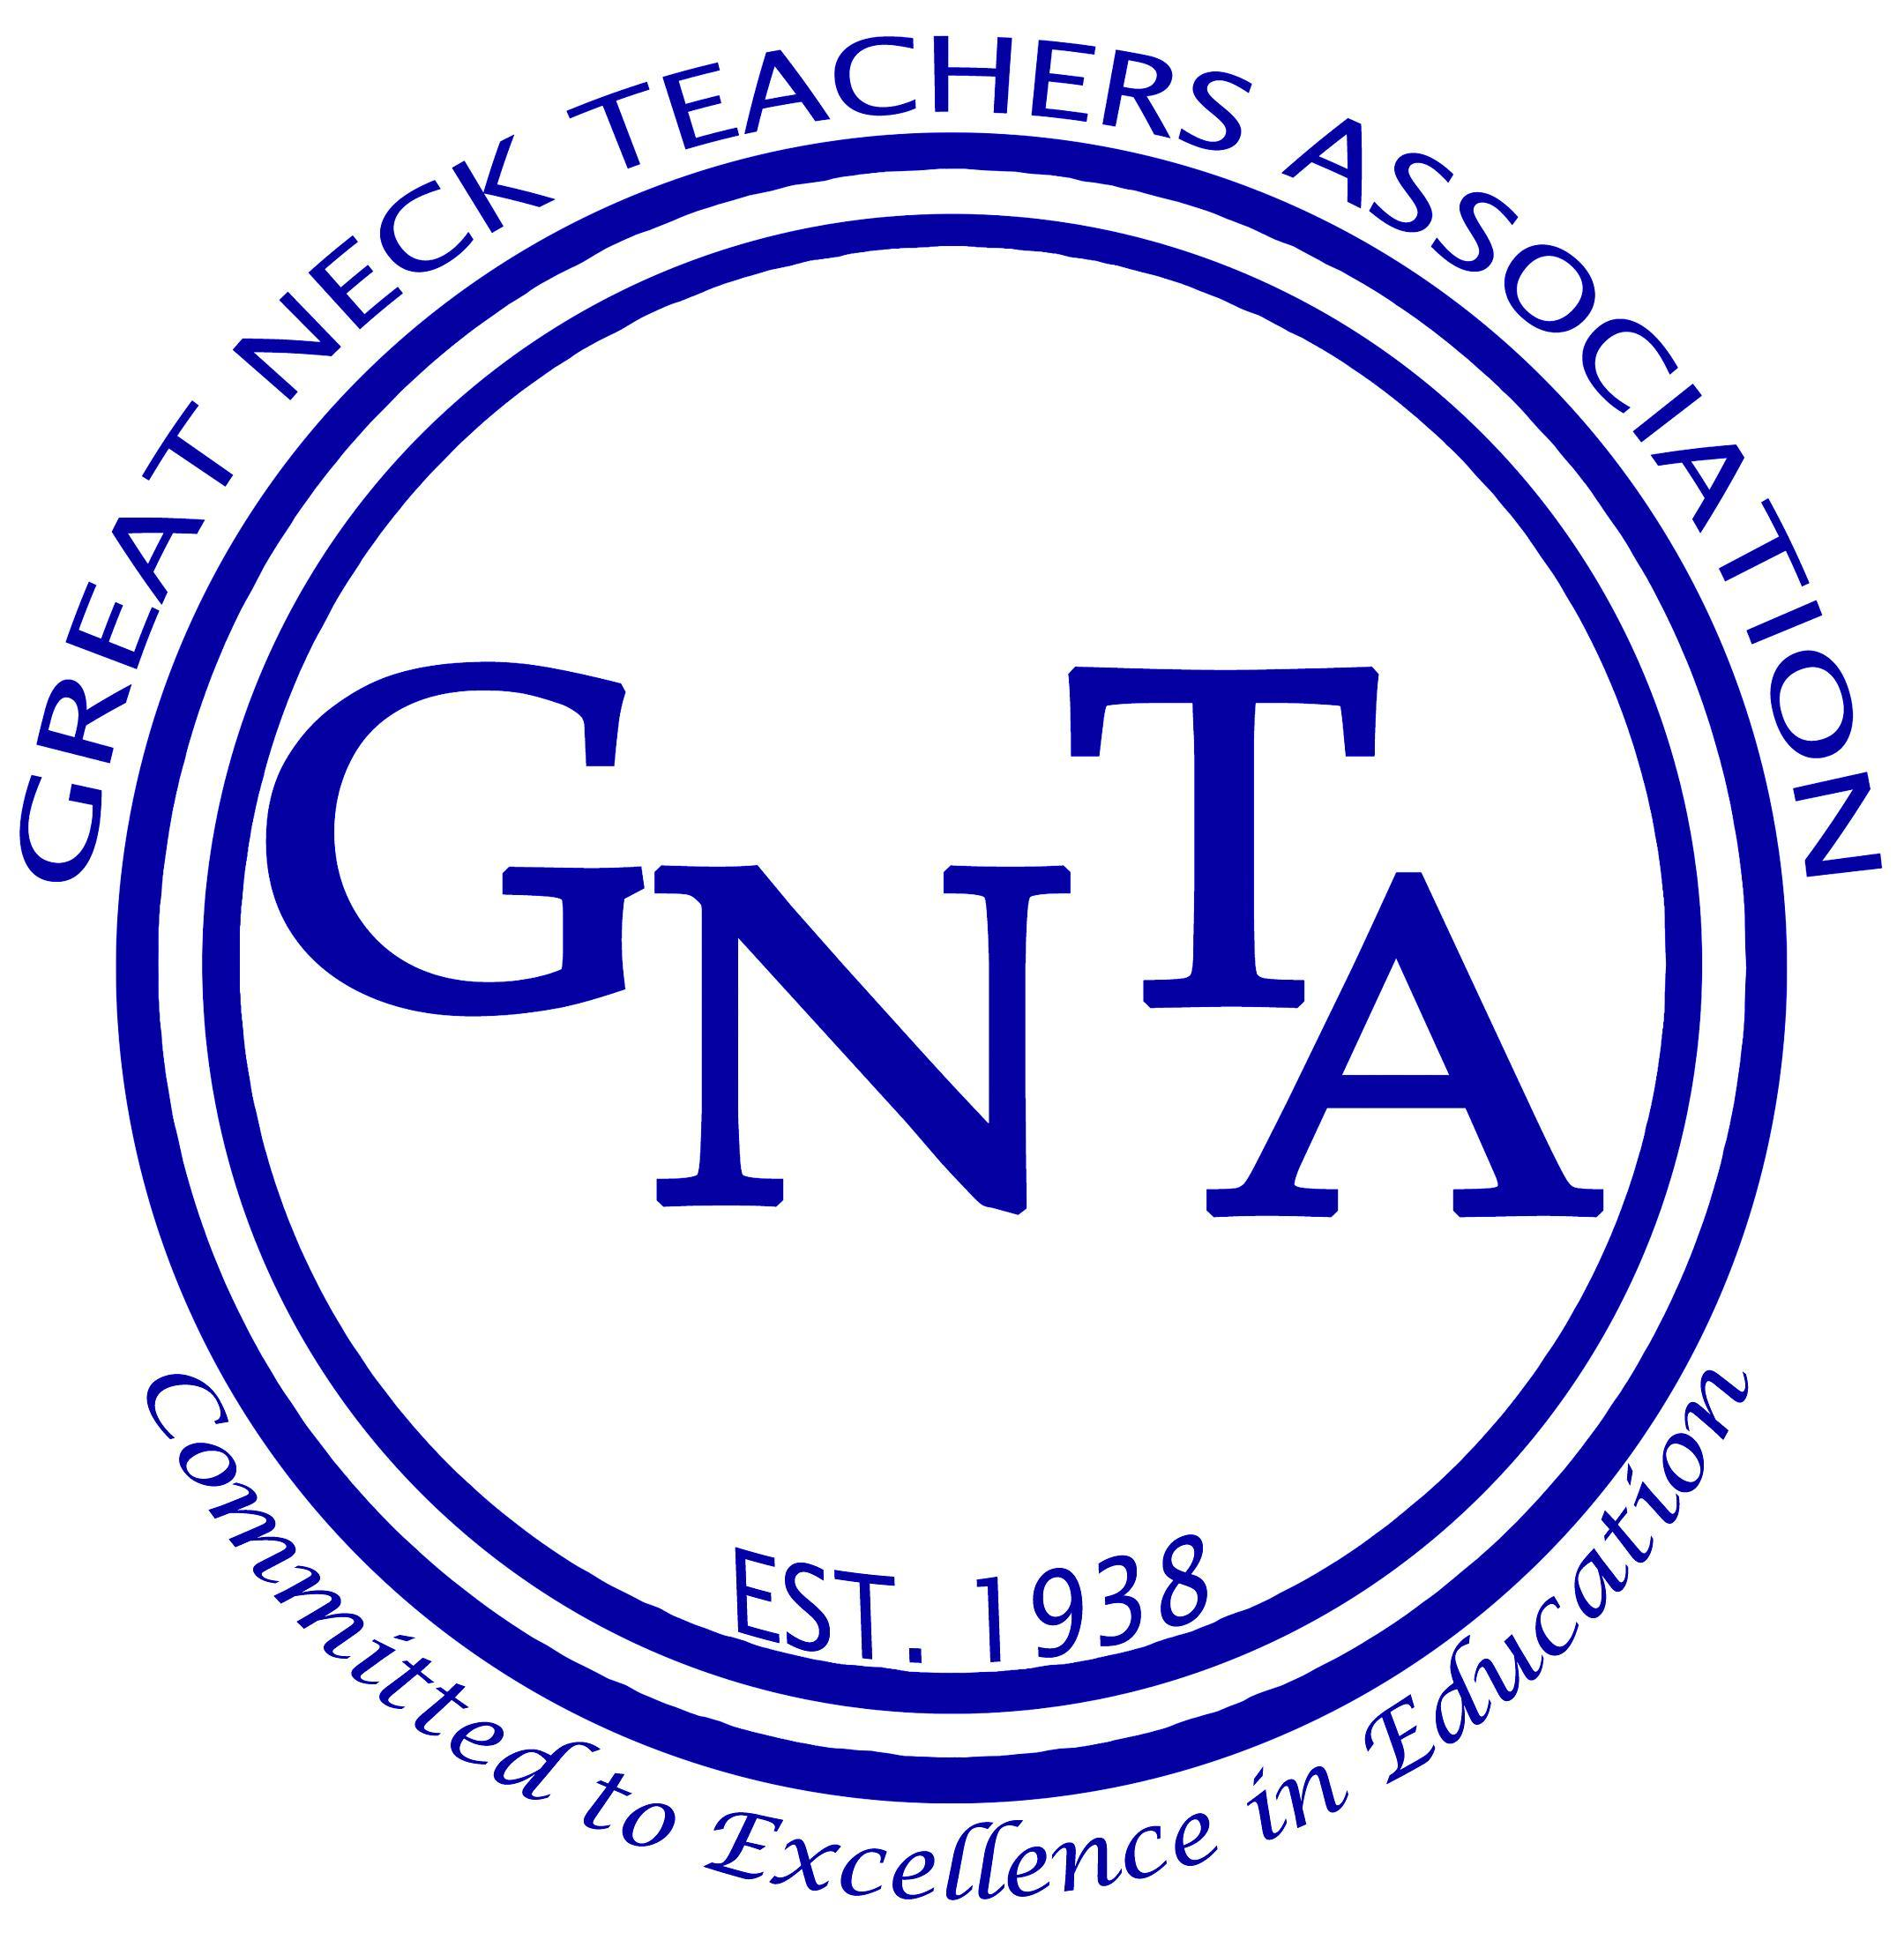 GREAT NECK TEACHERS ASSOCIATION
GNTA
EST. 1938
Committed to Excellence in Education